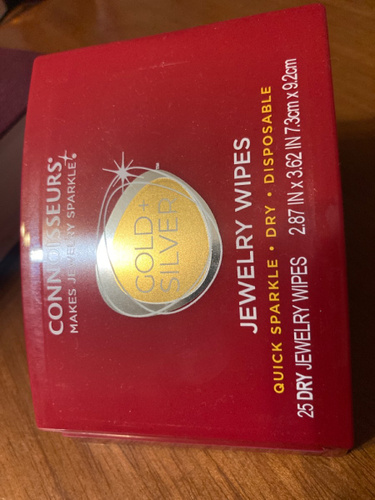 CONNOISSEURS®
MAKES JEWELRY SPARKLE+
GOLD+
SILVER™
JEWELRY WIPES
QUICK SPARKLE • DRY • DISPOSABLE
25 DRY JEWELRY WIPES 2.87 IN x 3.62 IN 7.3cm x 9.2cm